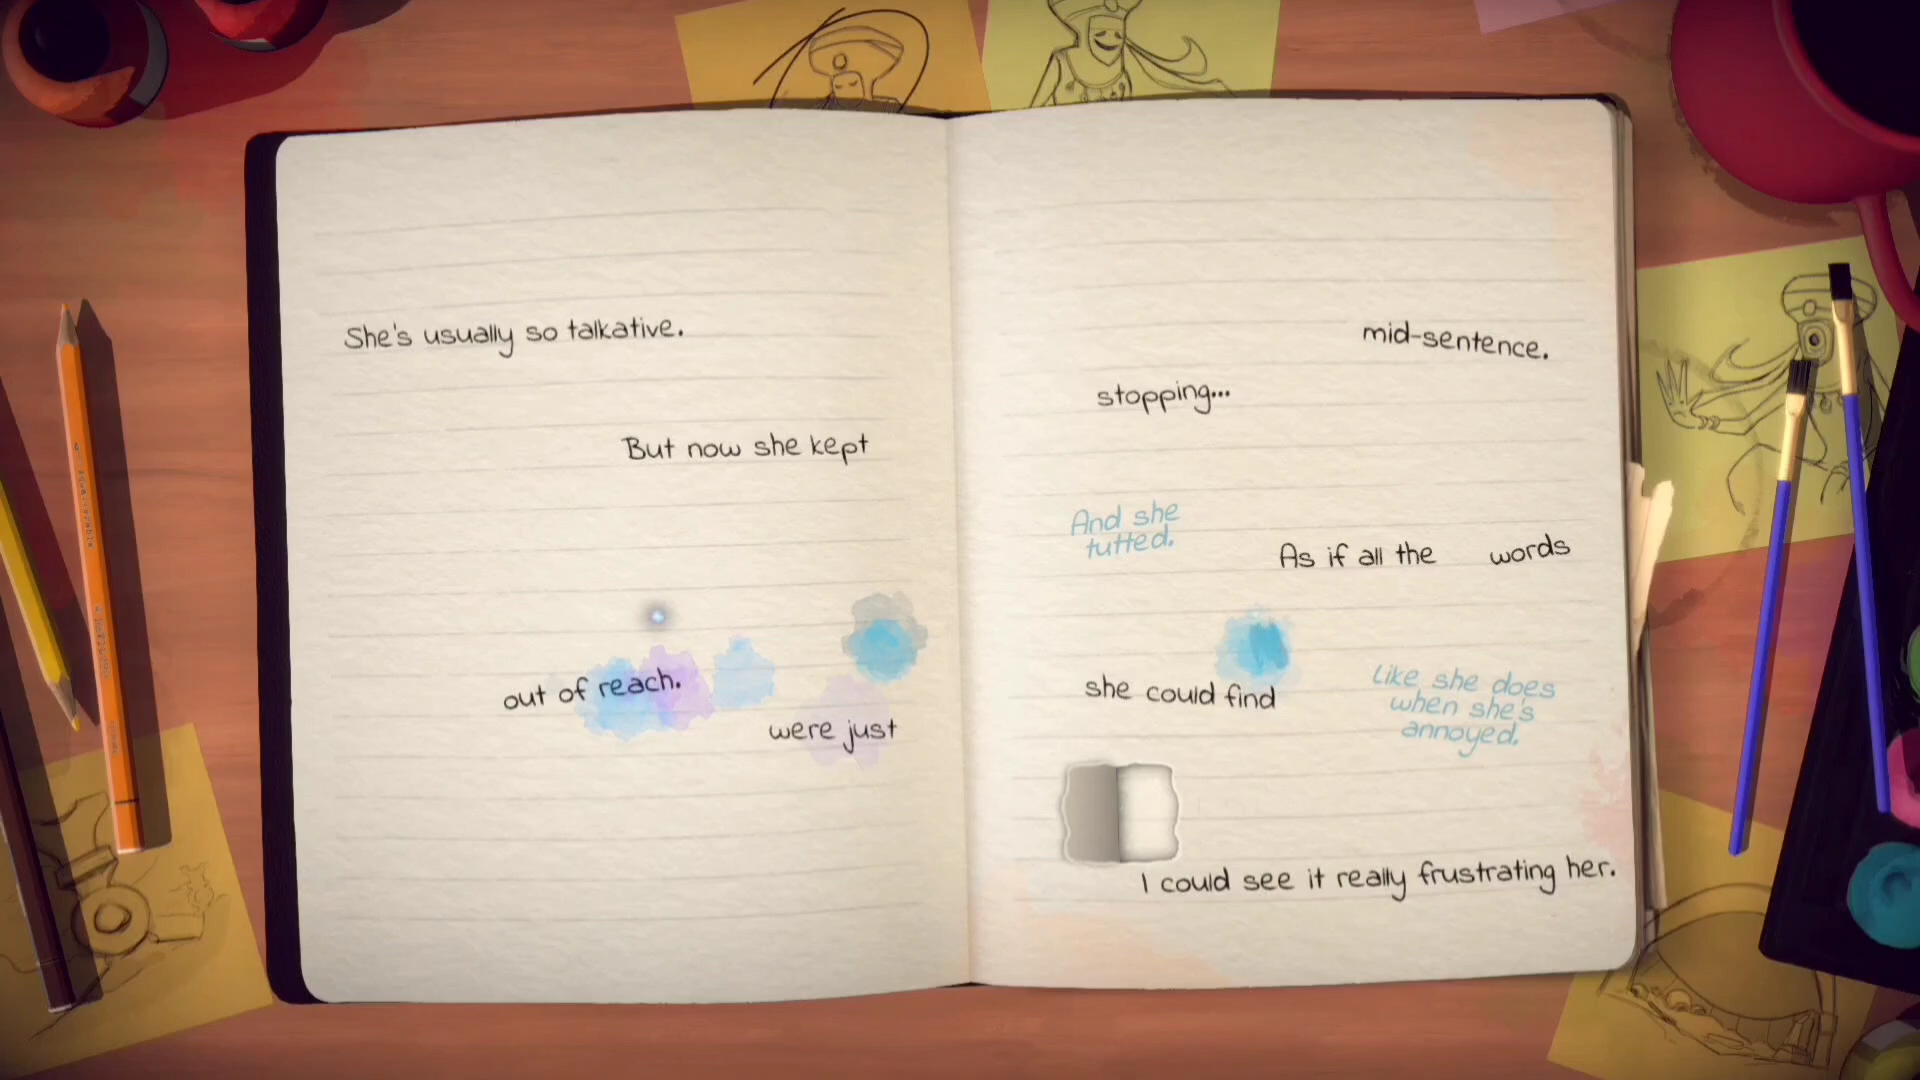 She's usually so talkative.
But now she kept
stopping...
mid-sentence.
And she
tutted.
As if all the words
she could find
were just
out of reach.
Like she does
when she's
annoyed.
I could see it really frustrating her.